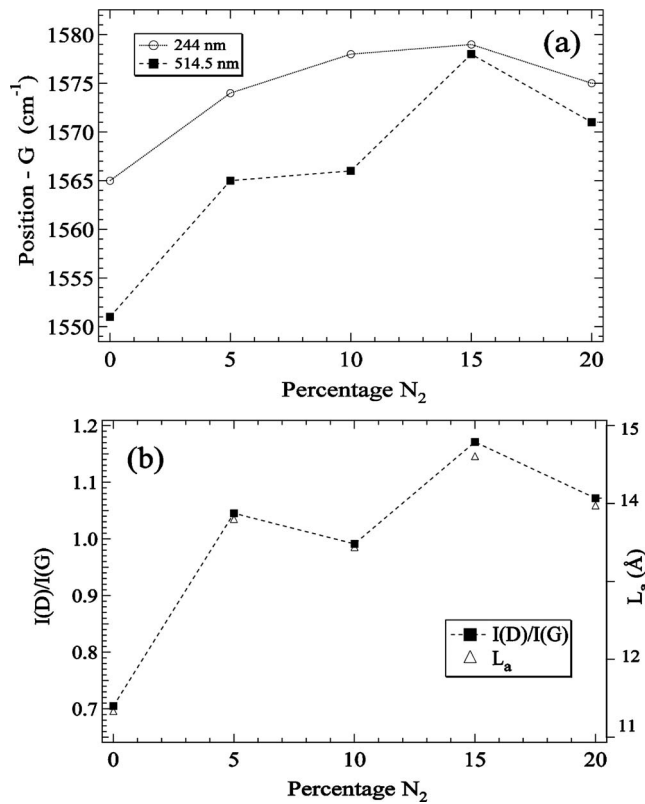 (a)
244 nm
514.5 nm
Position - G (cm⁻¹)
1580
1575
1570
1565
1560
1555
1550
0 5 10 15 20
Percentage N₂
(b)
I(D)/I(G)
1.2
1.1
1.0
0.9
0.8
0.7
15
14
12
11
Lₐ (Å)
I(D)/I(G)
Lₐ
0 5 10 15 20
Percentage N₂